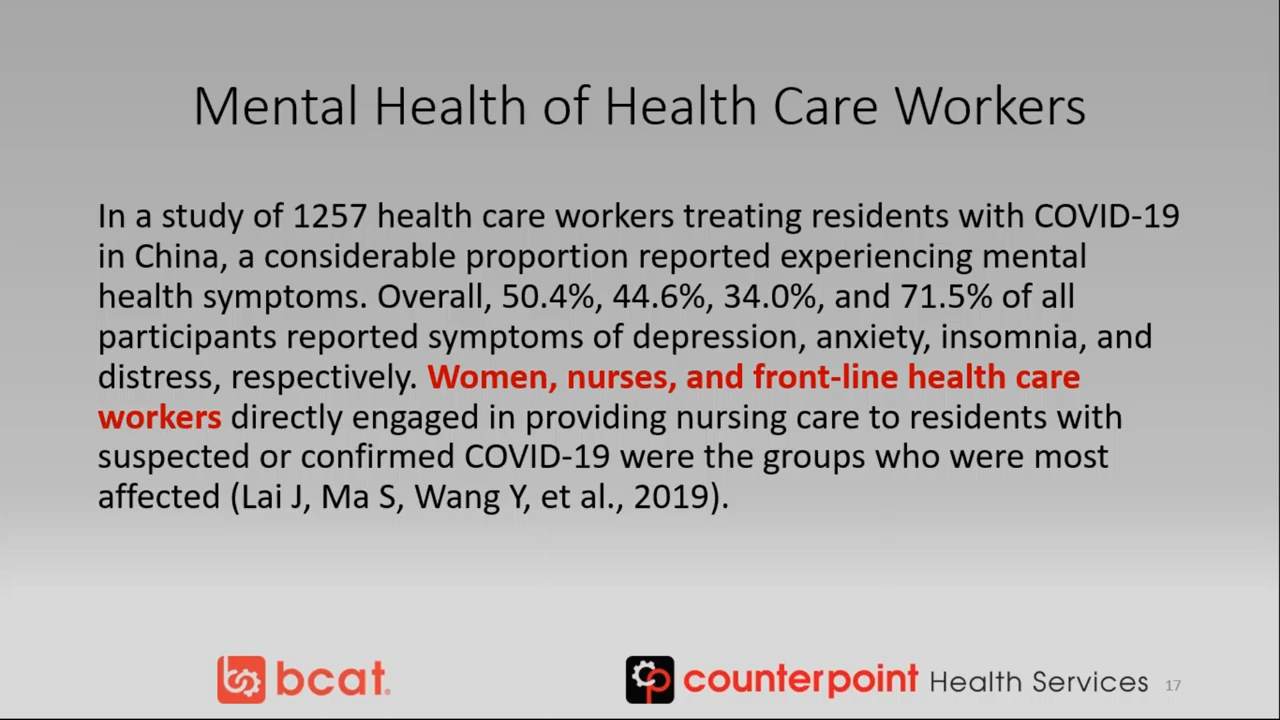 Mental Health of Health Care Workers
In a study of 1257 health care workers treating residents with COVID-19
in China, a considerable proportion reported experiencing mental
health symptoms. Overall, 50.4%, 44.6%, 34.0%, and 71.5% of all
participants reported symptoms of depression, anxiety, insomnia, and
distress, respectively. Women, nurses, and front-line health care
workers directly engaged in providing nursing care to residents with
suspected or confirmed COVID-19 were the groups who were most
affected (Lai J, Ma S, Wang Y, et al., 2019).
bcat.
counterpoint Health Services 17